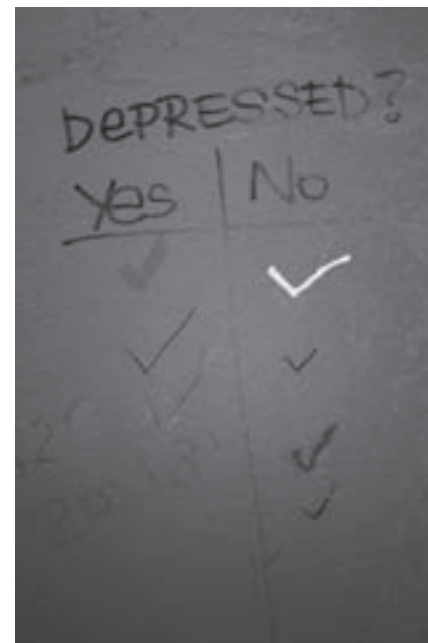 DePRESSED?
Yes No
✓ ✓
✓ ✓
✓ ✓
✓